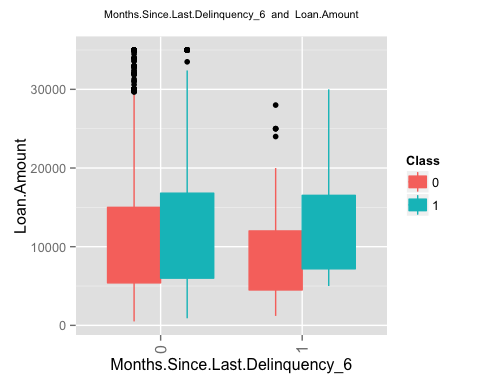 Months.Since.Last.Delinquency_6 and Loan.Amount
Loan.Amount
30000
20000
10000
0
0
1
Months.Since.Last.Delinquency_6
Class
0
1